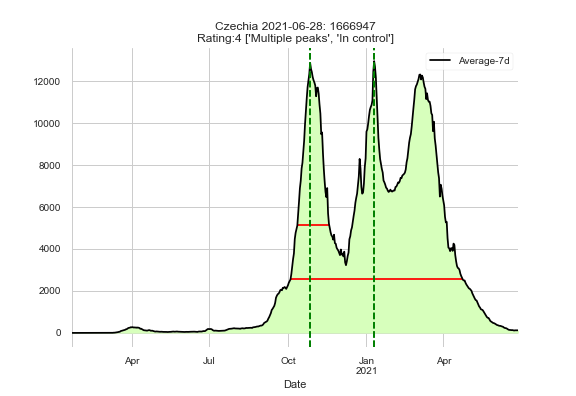 Czechia 2021-06-28: 1666947
Rating:4 ['Multiple peaks', 'In control']
Average-7d
12000
10000
8000
6000
4000
2000
0
Apr Jul Oct Jan Apr
2021
Date